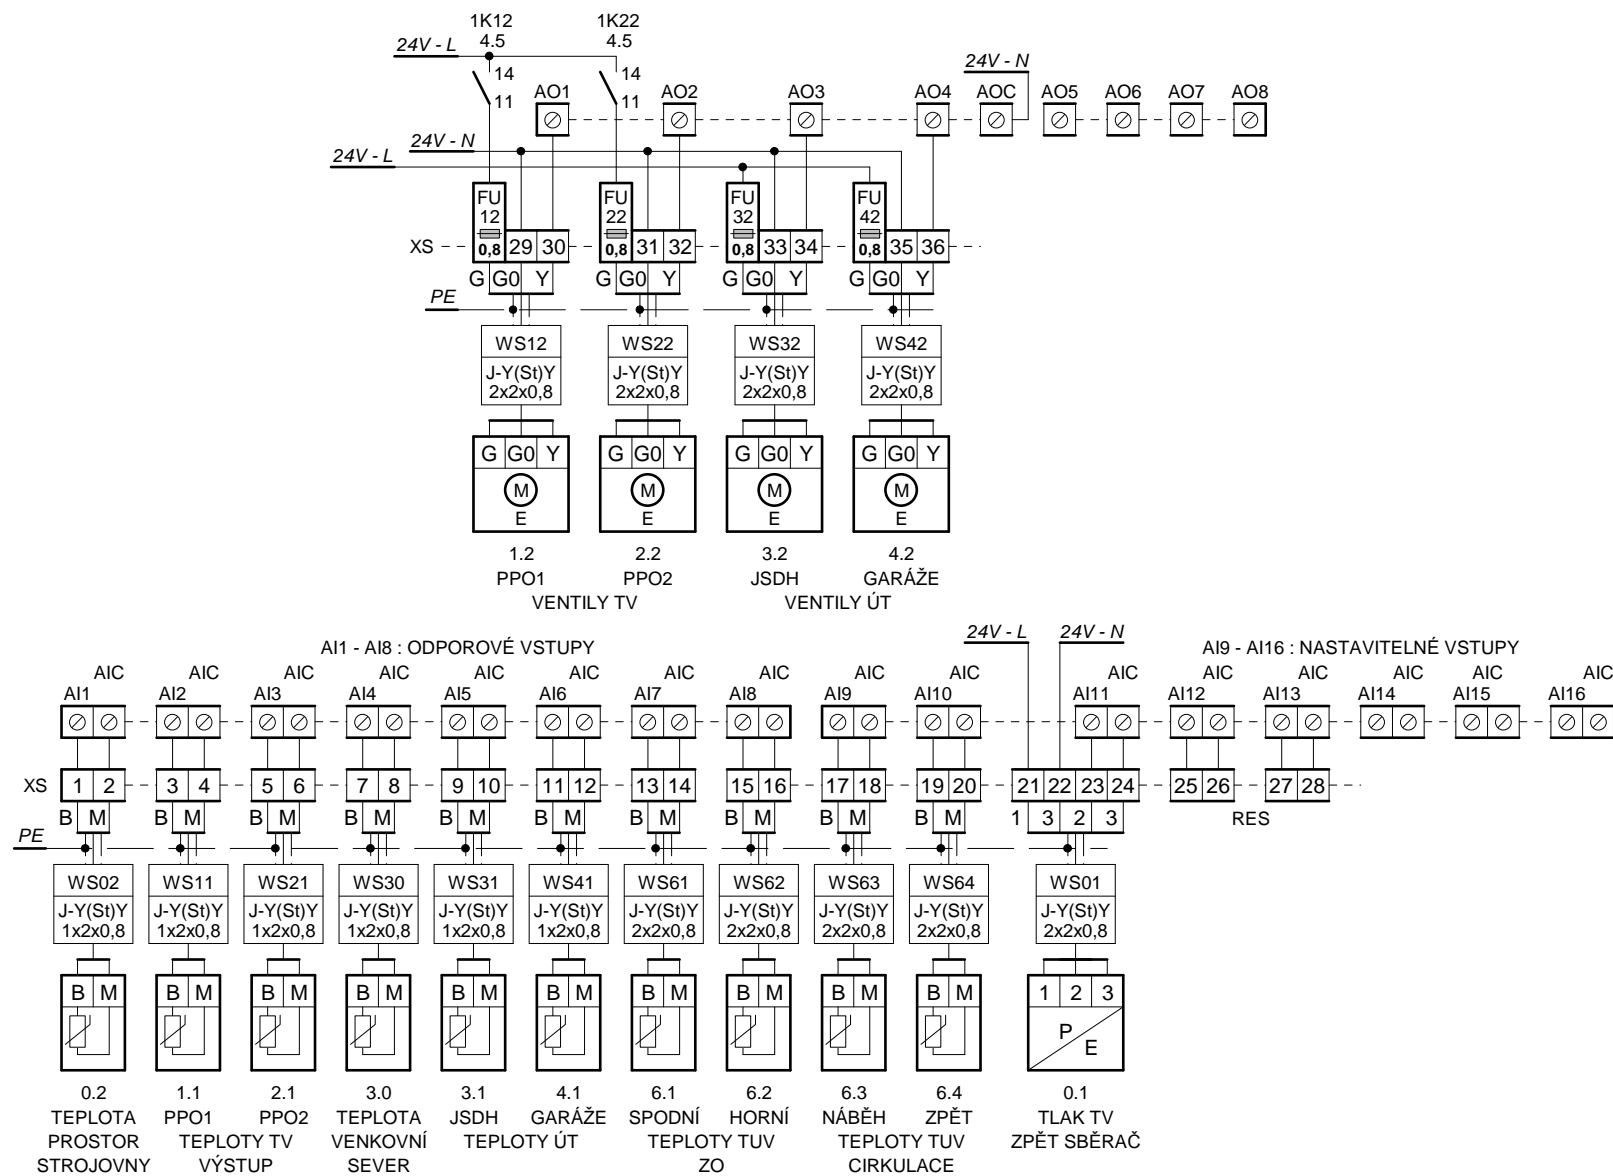 1K12 1K22
4.5 4.5
24V - L 24V - N
14 14
11 11
AO1 AO2 AO3 AO4 AOC AO5 AO6 AO7 AO8
24V - N
24V - L
FU FU FU FU
12 22 32 42
XS 0,8 29 30 0,8 31 32 0,8 33 34 0,8 35 36
G G0 Y G G0 Y G G0 Y G G0 Y
PE
WS12 WS22 WS32 WS42
J-Y(St)Y J-Y(St)Y J-Y(St)Y J-Y(St)Y
2x2x0,8 2x2x0,8 2x2x0,8 2x2x0,8
G G0 Y G G0 Y G G0 Y G G0 Y
M M M M
E E E E
1.2 2.2 3.2 4.2
PPO1 PPO2 JSDH GARÁŽE
VENTILY TV VENTILY ÚT
24V - L 24V - N
AI1 - AI8 : ODPOROVÉ VSTUPY AI9 - AI16 : NASTAVITELNÉ VSTUPY
AIC AIC AIC AIC AIC AIC AIC AIC AIC AIC AIC AIC AIC AIC AIC AIC
AI1 AI2 AI3 AI4 AI5 AI6 AI7 AI8 AI9 AI10 AI11 AI12 AI13 AI14 AI15 AI16
XS 1 2 3 4 5 6 7 8 9 10 11 12 13 14 15 16 17 18 19 20 21 22 23 24 25 26 27 28
B M B M B M B M B M B M B M B M B M B M 1 3 2 3 RES
PE
WS02 WS11 WS21 WS30 WS31 WS41 WS61 WS62 WS63 WS64 WS01
J-Y(St)Y J-Y(St)Y J-Y(St)Y J-Y(St)Y J-Y(St)Y J-Y(St)Y J-Y(St)Y J-Y(St)Y J-Y(St)Y J-Y(St)Y J-Y(St)Y
1x2x0,8 1x2x0,8 1x2x0,8 1x2x0,8 1x2x0,8 1x2x0,8 2x2x0,8 2x2x0,8 2x2x0,8 2x2x0,8 2x2x0,8
B M B M B M B M B M B M B M B M B M B M 1 2 3
P
E
0.2 1.1 2.1 3.0 3.1 4.1 6.1 6.2 6.3 6.4 0.1
TEPLOTA PPO1 PPO2 TEPLOTA JSDH GARÁŽE SPODNÍ HORNÍ NÁBĚH ZPĚT TLAK TV
PROSTOR TEPLOTY TV VENKOVNÍ TEPLOTY ÚT TEPLOTY TUV TEPLOTY TUV ZPĚT SBĚRAČ
STROJOVNY VÝSTUP SEVER ZO CIRKULACE